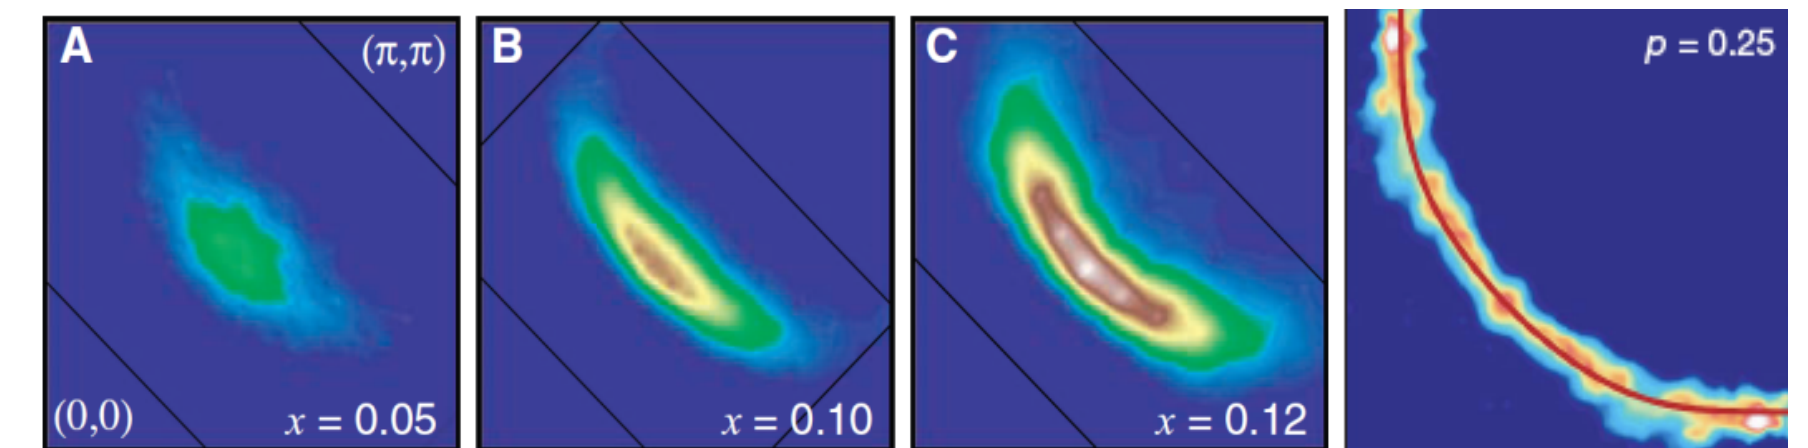 A
(π,π)
(0,0)
x = 0.05
B
x = 0.10
C
x = 0.12
p = 0.25